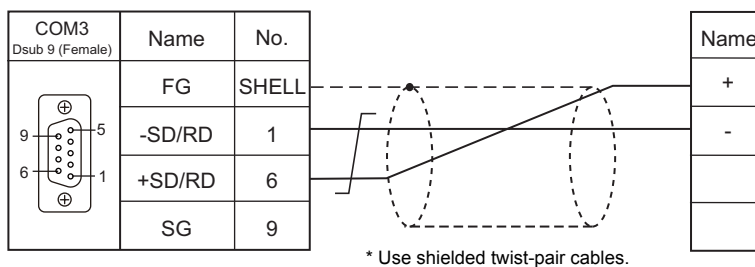 COM3
Dsub 9 (Female)
Name No.
Name
FG SHELL
+
-SD/RD 1
-
+SD/RD 6
SG 9
9 5
6 1
* Use shielded twist-pair cables.